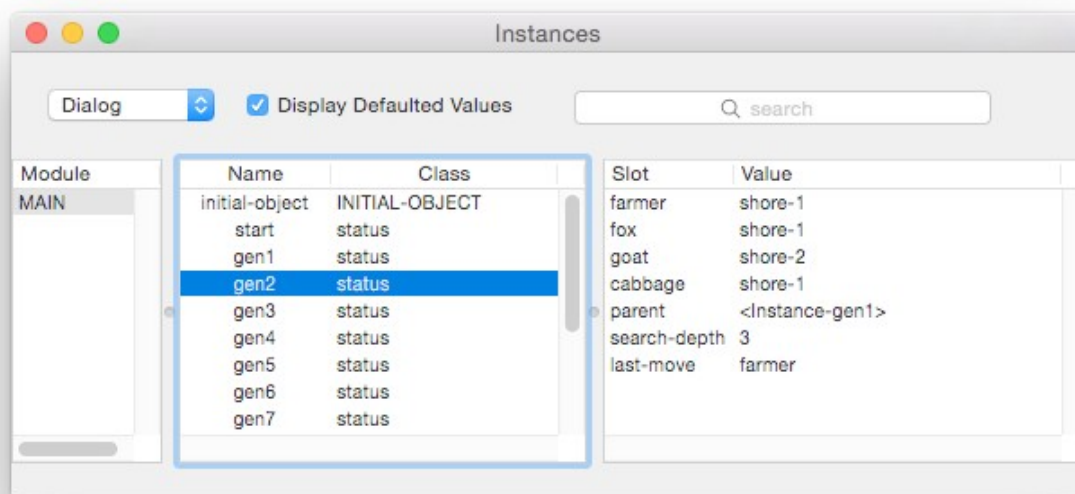 Instances
Dialog Display Defaulted Values search
Module
MAIN
Name Class
initial-object INITIAL-OBJECT
start status
gen1 status
gen2 status
gen3 status
gen4 status
gen5 status
gen6 status
gen7 status
Slot Value
farmer shore-1
fox shore-1
goat shore-2
cabbage shore-1
parent <Instance-gen1>
search-depth 3
last-move farmer